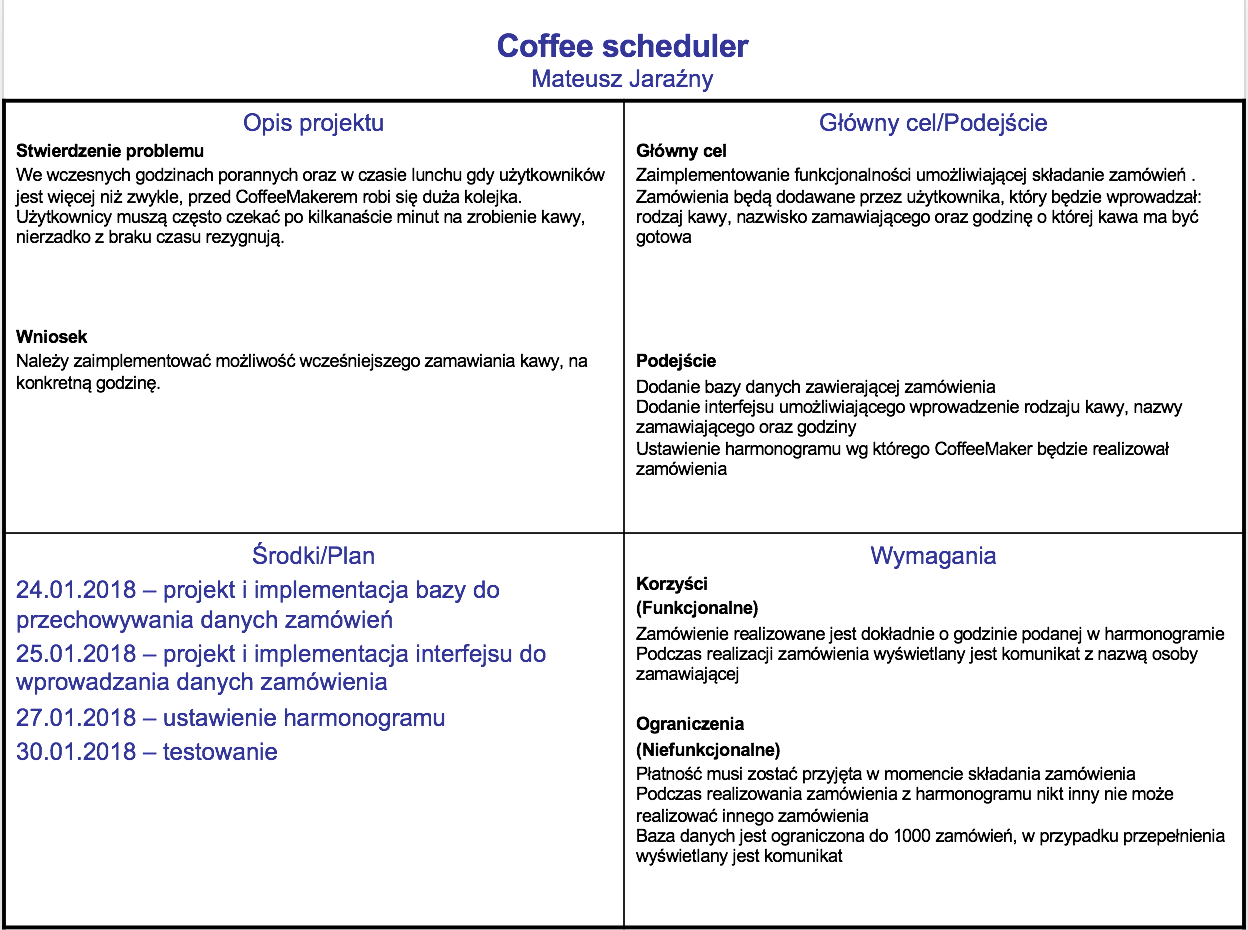 Coffee scheduler
Mateusz Jaraźny
Opis projektu
Stwierdzenie problemu
We wczesnych godzinach porannych oraz w czasie lunchu gdy użytkowników
jest więcej niż zwykle, przed CoffeeMakerem robi się duża kolejka.
Użytkownicy muszą często czekać po kilkanaście minut na zrobienie kawy,
nierzadko z braku czasu rezygnują.
Wniosek
Należy zaimplementować możliwość wcześniejszego zamawiania kawy, na
konkretną godzinę.
Główny cel/Podejście
Główny cel
Zaimplementowanie funkcjonalności umożliwiającej składanie zamówień .
Zamówienia będą dodawane przez użytkownika, który będzie wprowadzał:
rodzaj kawy, nazwisko zamawiającego oraz godzinę o której kawa ma być
gotowa
Podejście
Dodanie bazy danych zawierającej zamówienia
Dodanie interfejsu umożliwiającego wprowadzenie rodzaju kawy, nazwy
zamawiającego oraz godziny
Ustawienie harmonogramu wg którego CoffeeMaker będzie realizował
zamówienia
Środki/Plan
24.01.2018 – projekt i implementacja bazy do
przechowywania danych zamówień
25.01.2018 – projekt i implementacja interfejsu do
wprowadzania danych zamówienia
27.01.2018 – ustawienie harmonogramu
30.01.2018 – testowanie
Wymagania
Korzyści
(Funkcjonalne)
Zamówienie realizowane jest dokładnie o godzinie podanej w harmonogramie
Podczas realizacji zamówienia wyświetlany jest komunikat z nazwą osoby
zamawiającej
Ograniczenia
(Niefunkcjonalne)
Płatność musi zostać przyjęta w momencie składania zamówienia
Podczas realizowania zamówienia z harmonogramu nikt inny nie może
realizować innego zamówienia
Baza danych jest ograniczona do 1000 zamówień, w przypadku przepełnienia
wyświetlany jest komunikat